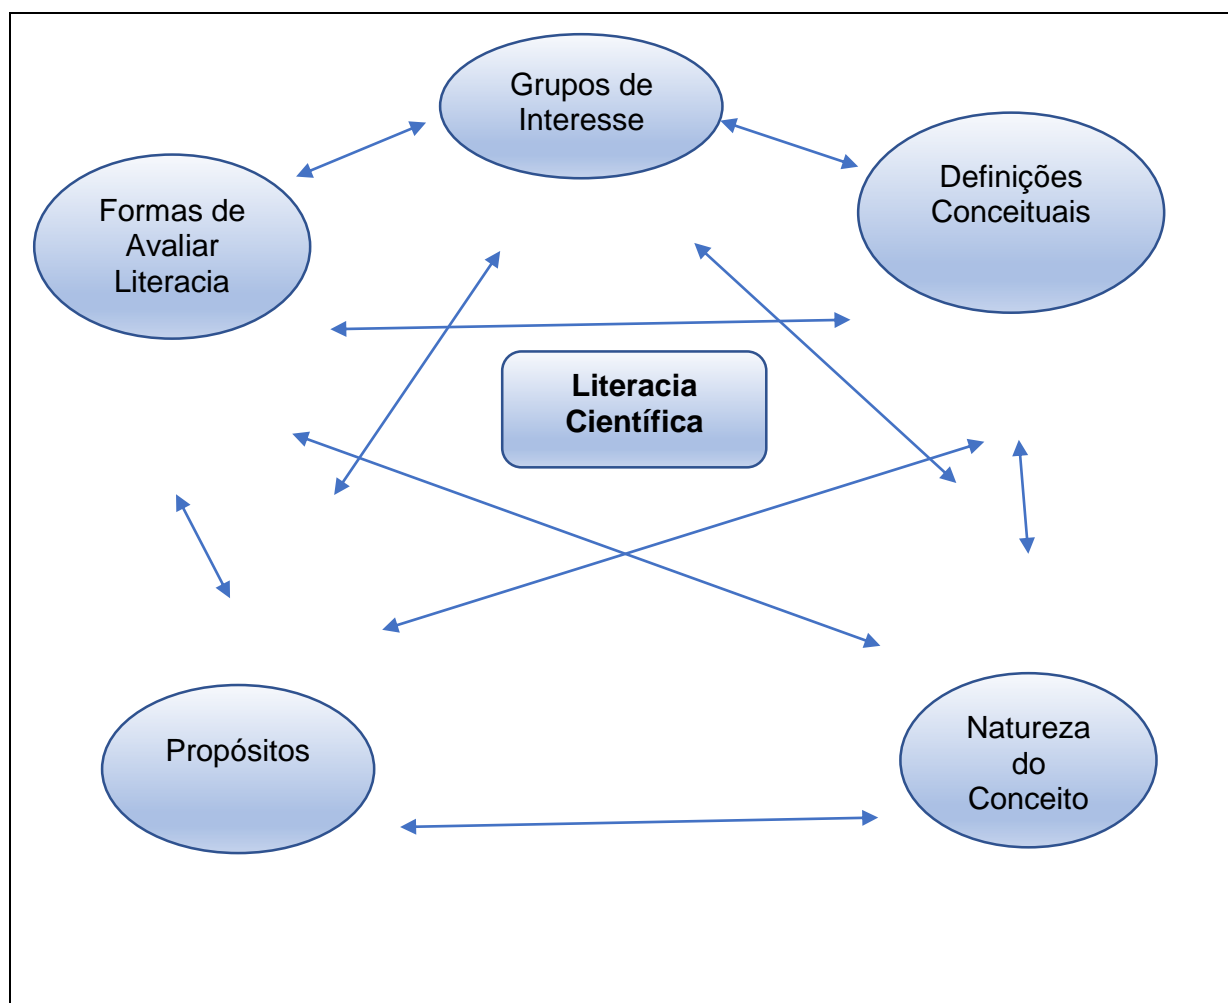 Grupos de
Interesse
Definições
Conceituais
Formas de
Avaliar
Literacia
Literacia
Científica
Propósitos
Natureza
do
Conceito